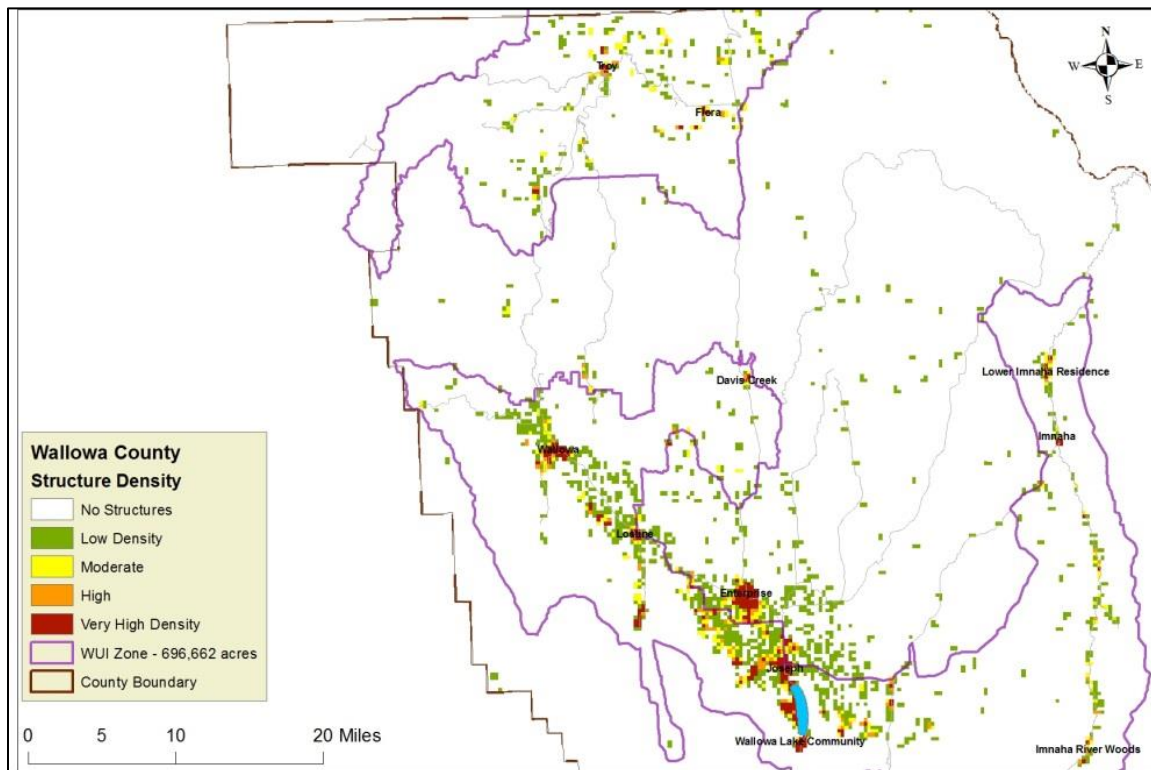 N
W E
S
Troy
Flora
Davis Creek
Lower Imnaha Residence
Imnaha
Wallowa
Lostine
Enterprise
Joseph
Wallowa Lake Community
Imnaha River Woods
Wallowa County
Structure Density
No Structures
Low Density
Moderate
High
Very High Density
WUI Zone - 696,662 acres
County Boundary
0 5 10 20 Miles